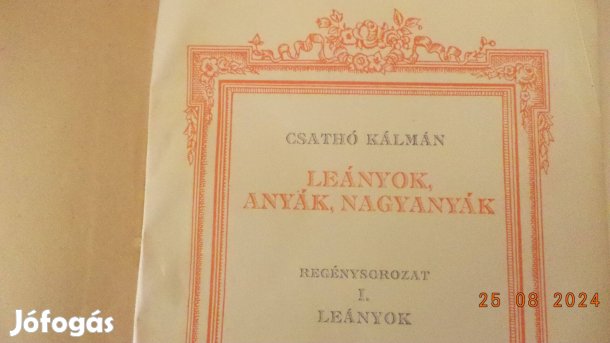 CSATHÓ KÁLMÁN
LEÁNYOK,
ANYÁK, NAGYANYÁK
REGÉNYSOROZAT
I.
LEÁNYOK
25 08 2024
Jófogás